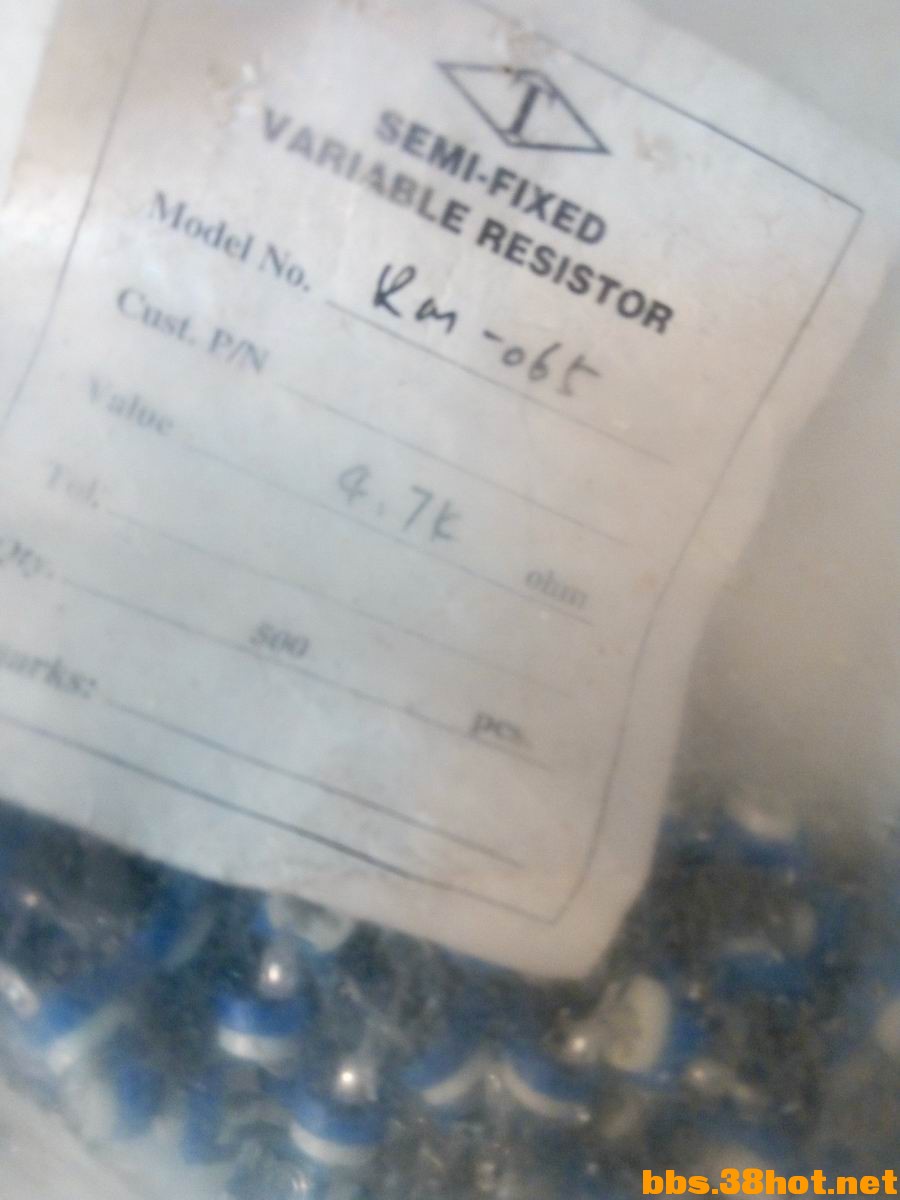 SEMI-FIXED
VARIABLE RESISTOR
Model No. Rm-065
Cust. P/N
Value 4.7k ohm
Tol.
Qty. 500 pcs.
bbs.38hot.net